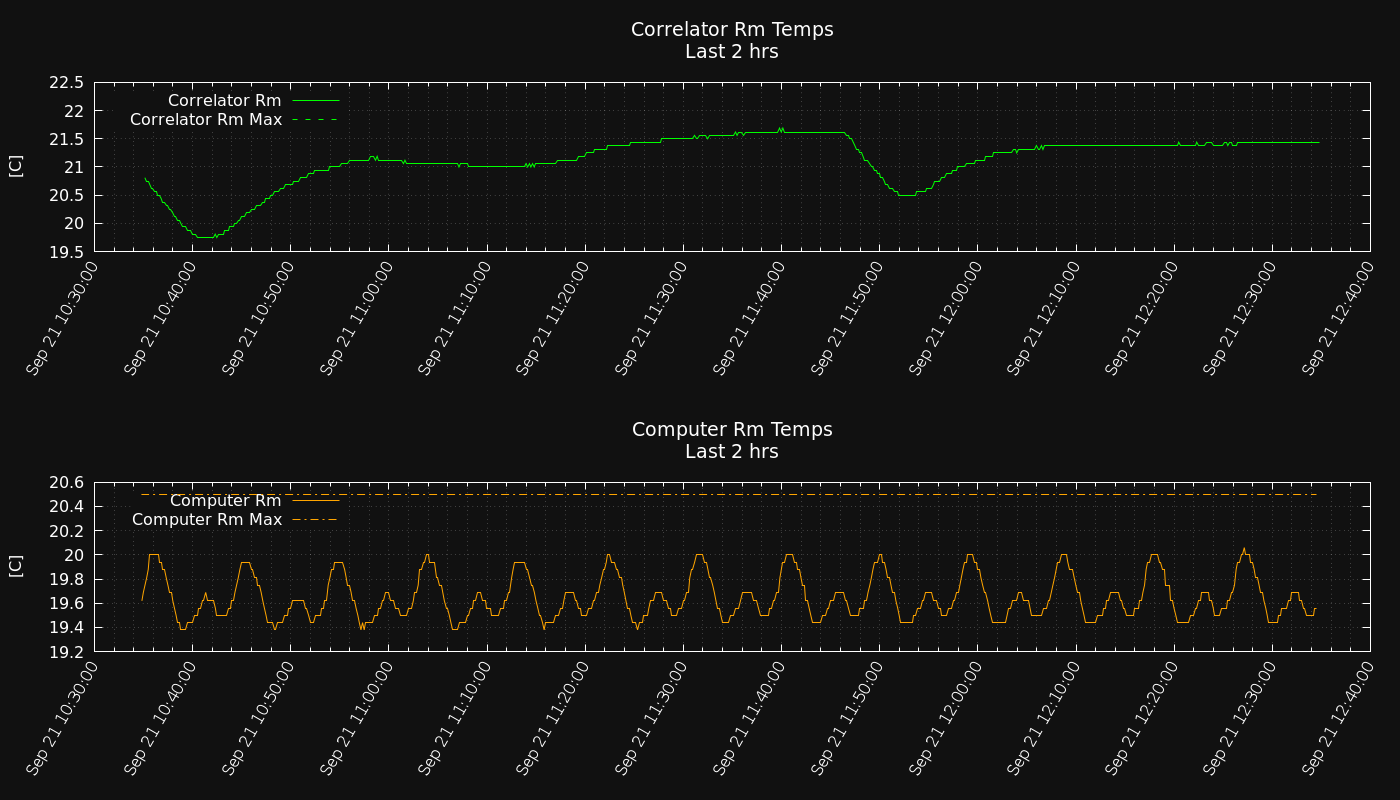 Correlator Rm Temps
Last 2 hrs
Correlator Rm
Correlator Rm Max
[C]
22.5
22
21.5
21
20.5
20
19.5
Sep 21 10:30:00
Sep 21 10:40:00
Sep 21 10:50:00
Sep 21 11:00:00
Sep 21 11:10:00
Sep 21 11:20:00
Sep 21 11:30:00
Sep 21 11:40:00
Sep 21 11:50:00
Sep 21 12:00:00
Sep 21 12:10:00
Sep 21 12:20:00
Sep 21 12:30:00
Sep 21 12:40:00
Computer Rm Temps
Last 2 hrs
Computer Rm
Computer Rm Max
[C]
20.6
20.4
20.2
20
19.8
19.6
19.4
19.2
Sep 21 10:30:00
Sep 21 10:40:00
Sep 21 10:50:00
Sep 21 11:00:00
Sep 21 11:10:00
Sep 21 11:20:00
Sep 21 11:30:00
Sep 21 11:40:00
Sep 21 11:50:00
Sep 21 12:00:00
Sep 21 12:10:00
Sep 21 12:20:00
Sep 21 12:30:00
Sep 21 12:40:00